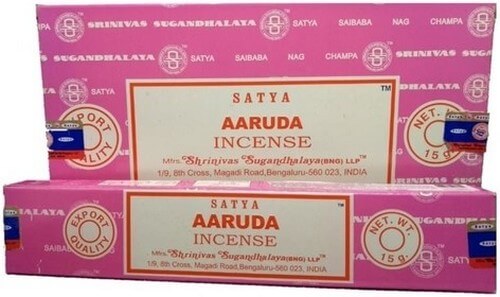 SRINIVAS SUGANDHALAYA SATYA SAIBABA NAG CHAMPA
SATYA SAIBABA NAG CHAMPA SRINIVAS SUGANDHALAYA
SATYA ™
AARUDA
INCENSE
Mfrs. Shrinivas Sugandhalaya (BNG) LLP™
1/9, 8th Cross, Magadi Road, Bengaluru-560 023, INDIA
EXPORT QUALITY
NET. WT. 15 g.
SATYA ™
AARUDA
INCENSE
Mfrs. Shrinivas Sugandhalaya (BNG) LLP™
1/9, 8th Cross, Magadi Road, Bengaluru-560 023, INDIA
EXPORT QUALITY
NET. WT. 15 g.